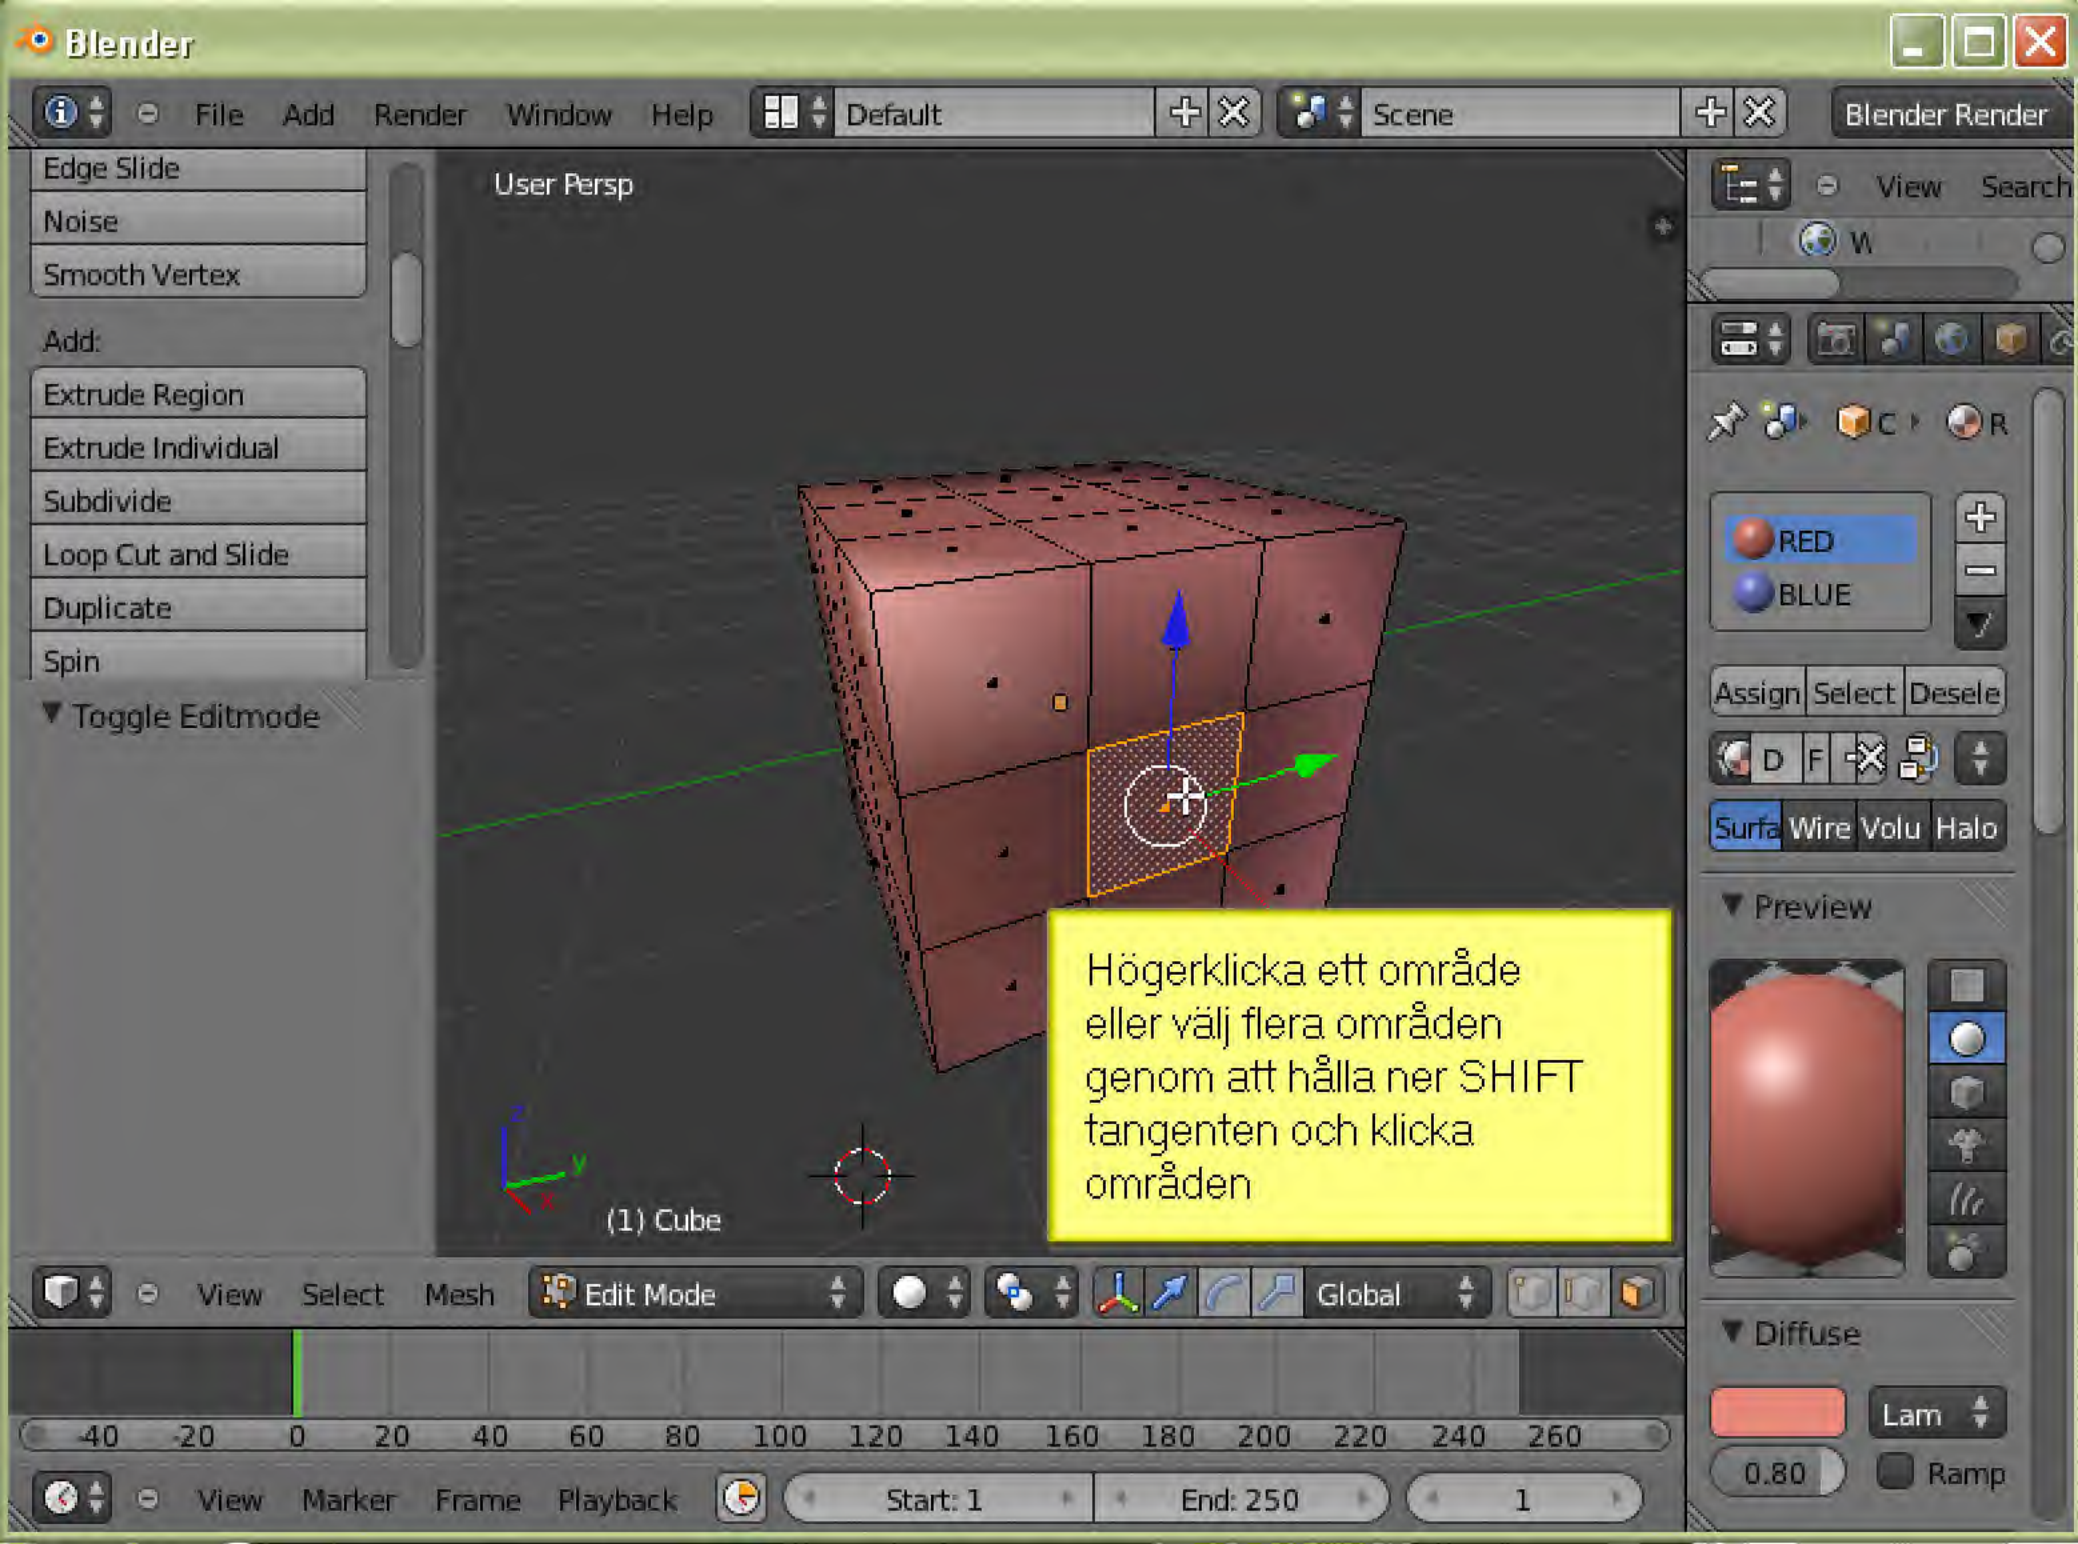 Blender
File Add Render Window Help Default Scene Blender Render
Edge Slide
Noise
Smooth Vertex
Add:
Extrude Region
Extrude Individual
Subdivide
Loop Cut and Slide
Duplicate
Spin
Toggle Editmode
User Persp
Högerklicka ett område
eller välj flera områden
genom att hålla ner SHIFT
tangenten och klicka
områden
z
y
x
(1) Cube
View Search
W
C R
RED
BLUE
Assign Select Desele
D F
Surfa Wire Volu Halo
Preview
Diffuse
Lam
0.80 Ramp
View Select Mesh Edit Mode Global
-40 -20 0 20 40 60 80 100 120 140 160 180 200 220 240 260
View Marker Frame Playback Start: 1 End: 250 1